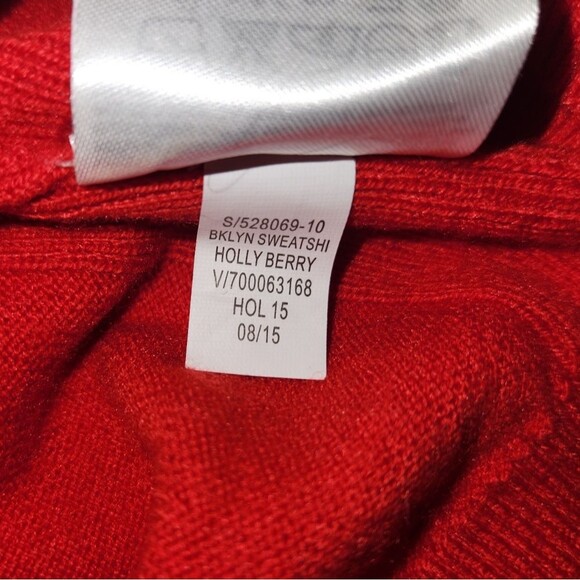 S/528069-10
BKLYN SWEATSHI
HOLLY BERRY
V/700063168
HOL 15
08/15